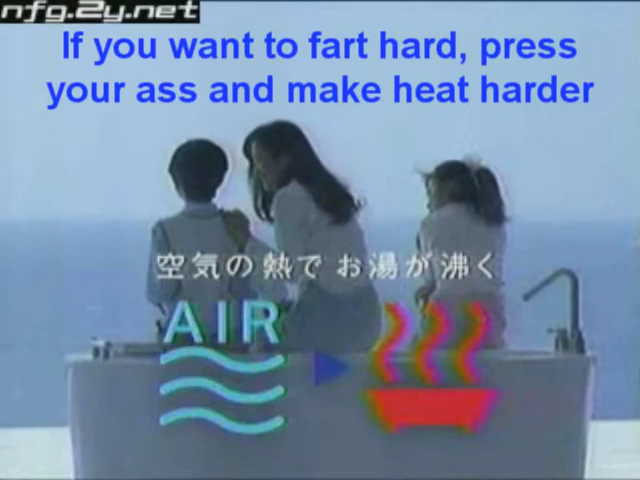 nfg.2y.net
If you want to fart hard, press
your ass and make heat harder
空気の熱で お湯が沸く
AIR